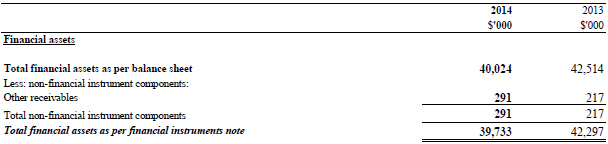 2014 2013
$'000 $'000
Financial assets
Total financial assets as per balance sheet 40,024 42,514
Less: non-financial instrument components:
Other receivables 291 217
Total non-financial instrument components 291 217
Total financial assets as per financial instruments note 39,733 42,297